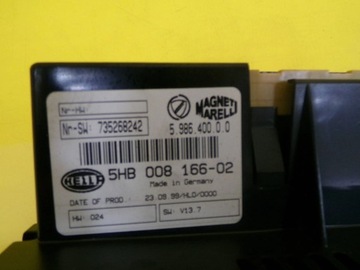 Nr-HW:
MAGNETI
MARELLI
Nr-SW: 735268242
5.986.400.0.0
HELLA
5HB 008 166-02
Made in Germany
DATE OF PROD.: 23.09.99/HLO/0000
HW: 024
SW: V13.7